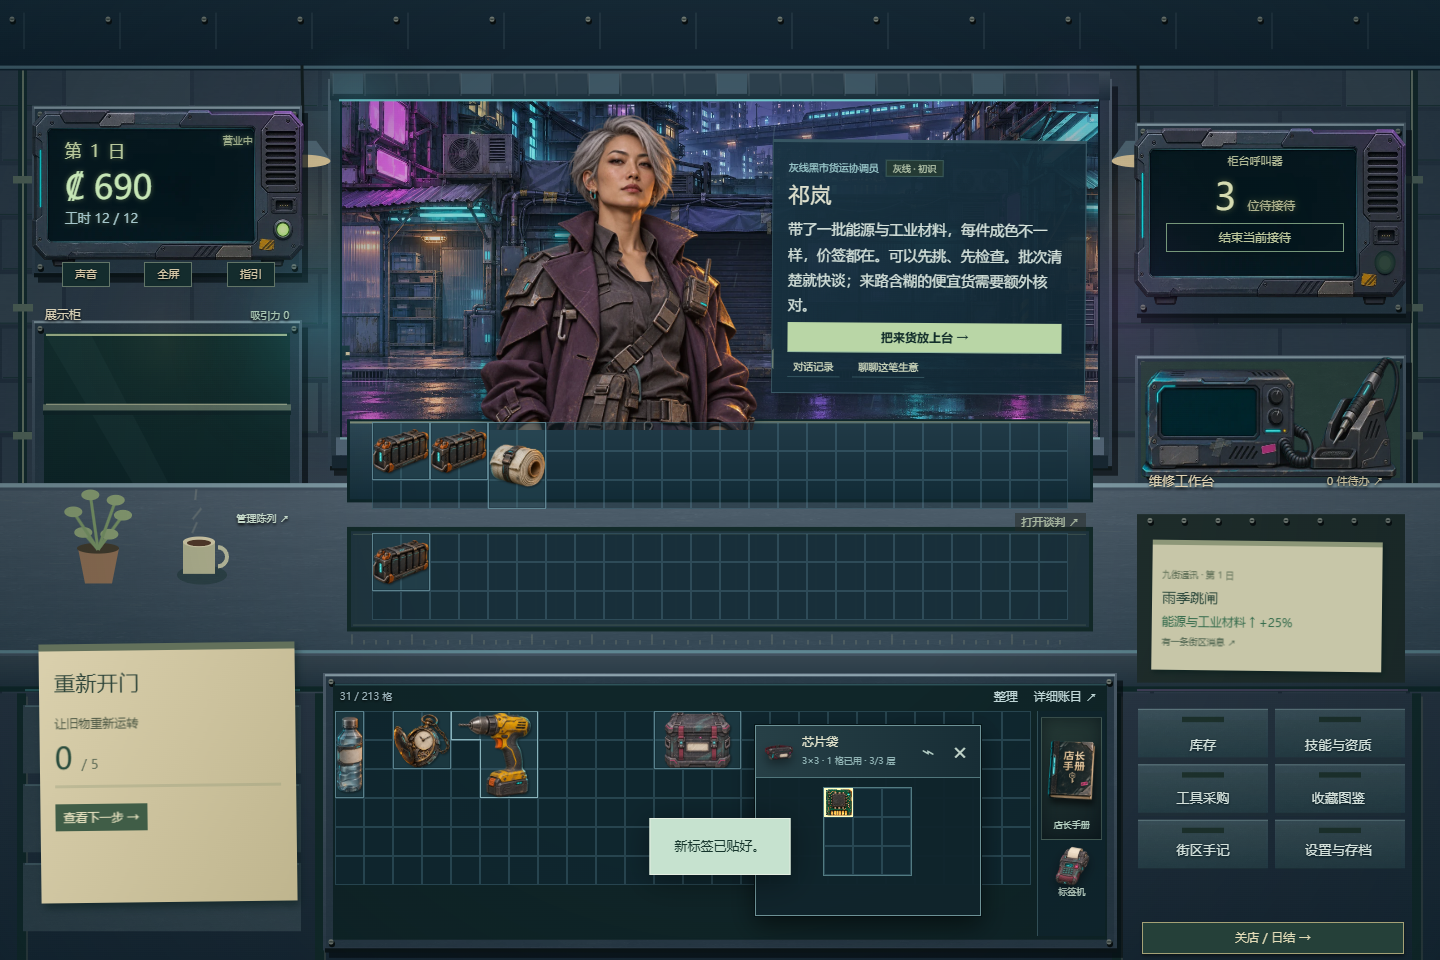 营业中
第 1 日
₡ 690
工时 12 / 12
声音
全屏
指引
展示柜
吸引力 0
管理陈列 ↗
重新开门
让旧物重新运转
0 / 5
查看下一步 →
灰线黑市货运协调员
灰线 · 初识
祁岚
带了一批能源与工业材料，每件成色不一
样，价签都在。可以先挑、先检查。批次清
楚就快谈；来路含糊的便宜货需要额外核
对。
把来货放上台 →
对话记录
聊聊这笔生意
打开谈判 ↗
31 / 213 格
整理
详细账目 ↗
芯片袋
3×3 · 1 格已用 · 3/3 层
新标签已贴好。
店长
手册
店长手册
标签机
柜台呼叫器
3 位待接待
结束当前接待
维修工作台
0 件待办 ↗
九街通讯 · 第 1 日
雨季跳闸
能源与工业材料 ↑ +25%
有一条街区消息 ↗
库存
技能与资质
工具采购
收藏图鉴
街区手记
设置与存档
关店 / 日结 →